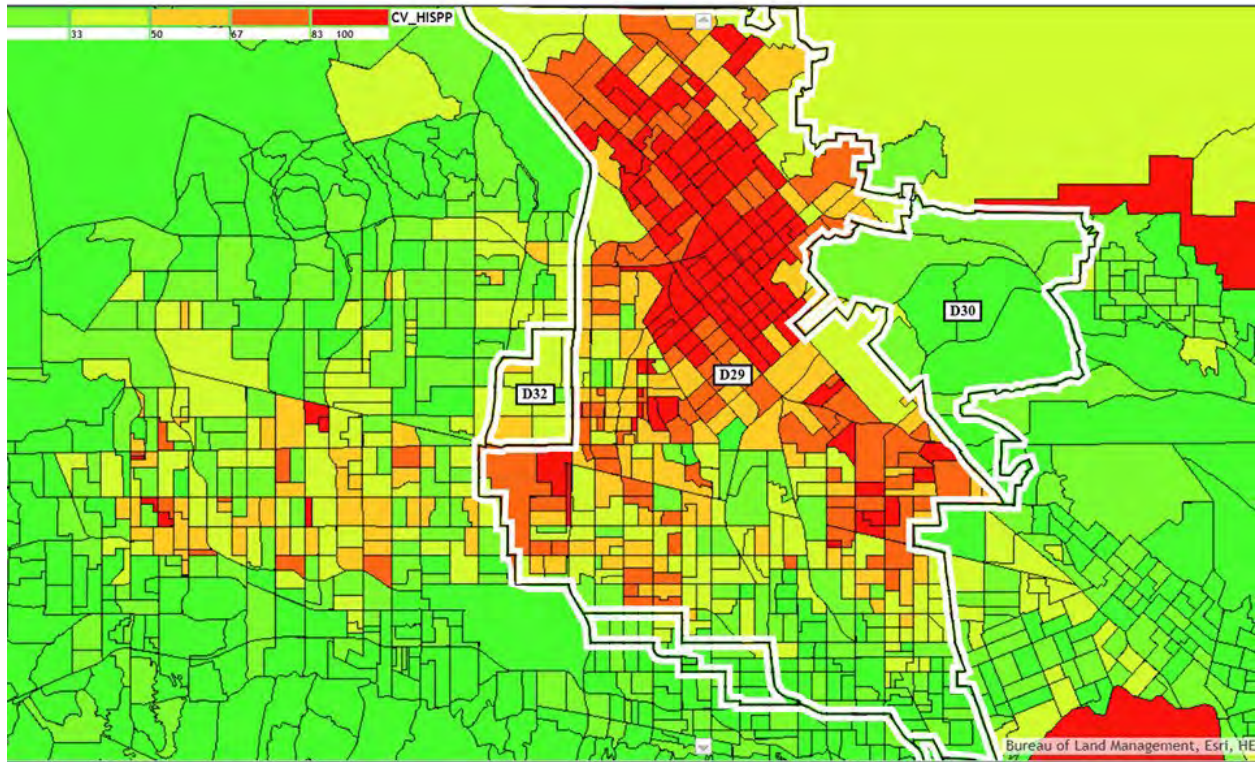 CV_HISPP
33 50 67 83 100
D30
D29
D32
Bureau of Land Management, Esri, HE